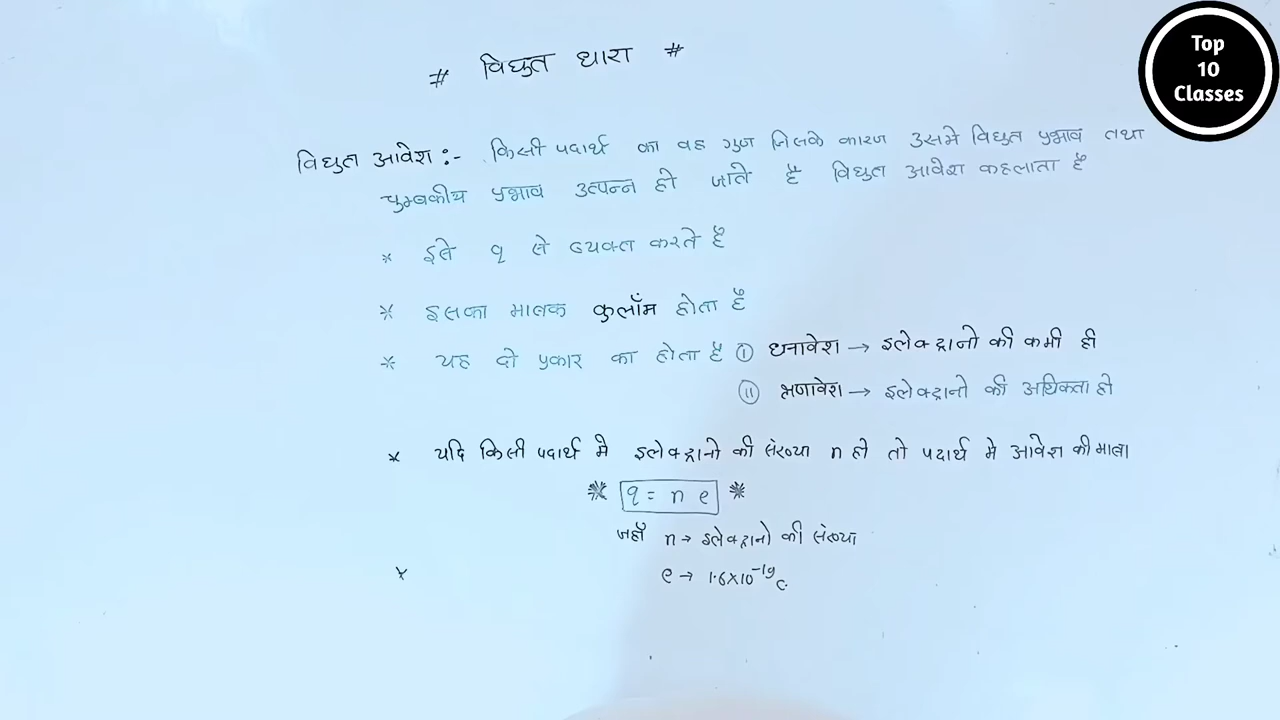 # विधुत धारा #
Top
10
Classes
विधुत आवेश :- किसी पदार्थ का वह गुण जिसके कारण उसमे विधुत प्रभाव तथा
चुम्बकीय प्रभाव उत्पन्न हो जाते है विधुत आवेश कहलाता है
* इसे q से व्यक्त करते है
* इसका मात्रक कुलॉम होता है
* यह दो प्रकार का होता है (i) धनावेश → इलेक्ट्रानो की कमी हो
(ii) ऋणावेश → इलेक्ट्रानो की अधिकता हो
* यदि किसी पदार्थ मे इलेक्ट्रानो की संख्या n हो तो पदार्थ मे आवेश की मात्रा
* q = n e *
जहाँ n → इलेक्ट्रानो की संख्या
* e → 1.6×10⁻¹⁹ C.